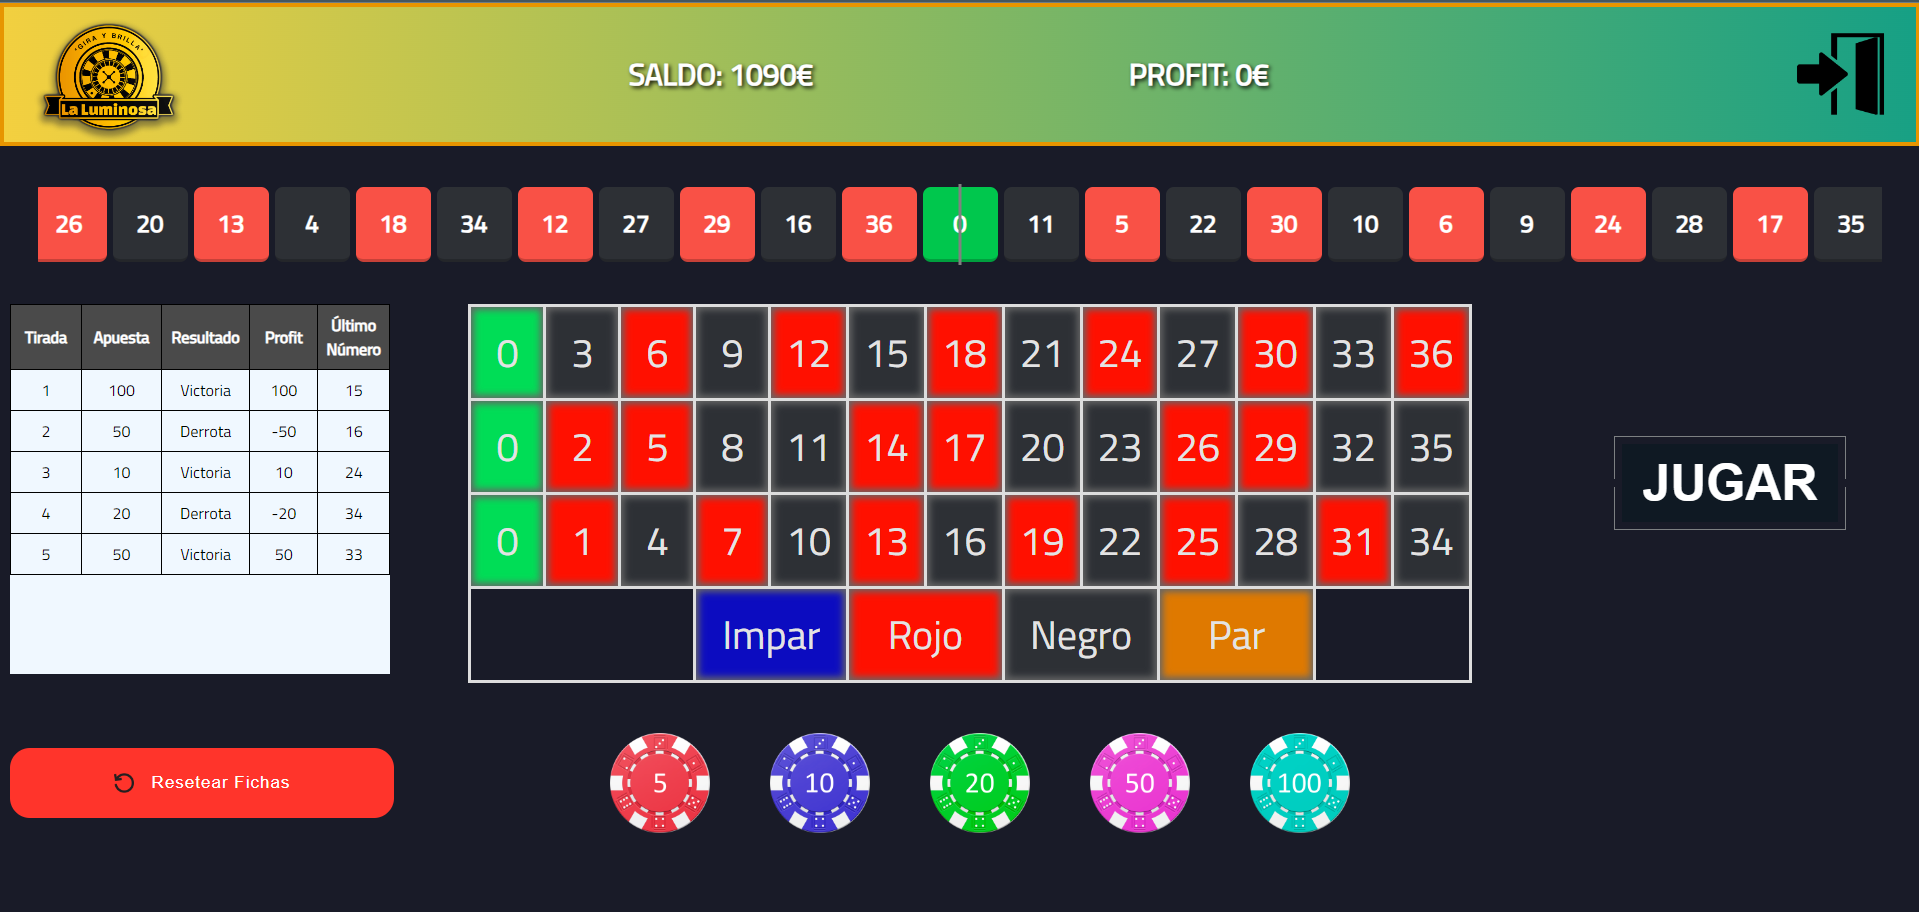 "GIRA Y BRILLA"
La Luminosa
SALDO: 1090€
PROFIT: 0€
26 20 13 4 18 34 12 27 29 16 36 0 11 5 22 30 10 6 9 24 28 17 35
Tirada Apuesta Resultado Profit Último Número
1 100 Victoria 100 15
2 50 Derrota -50 16
3 10 Victoria 10 24
4 20 Derrota -20 34
5 50 Victoria 50 33
0 3 6 9 12 15 18 21 24 27 30 33 36
0 2 5 8 11 14 17 20 23 26 29 32 35
0 1 4 7 10 13 16 19 22 25 28 31 34
Impar Rojo Negro Par
JUGAR
Resetear Fichas
5 10 20 50 100